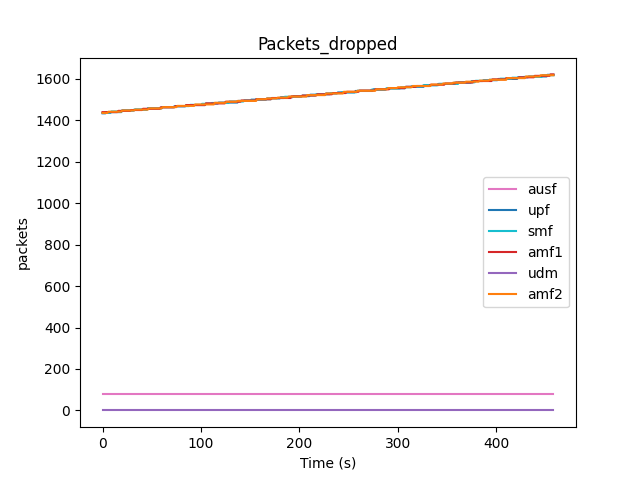 Packets_dropped
1600
1400
1200
1000
800
600
400
200
0
packets
ausf
upf
smf
amf1
udm
amf2
0 100 200 300 400
Time (s)